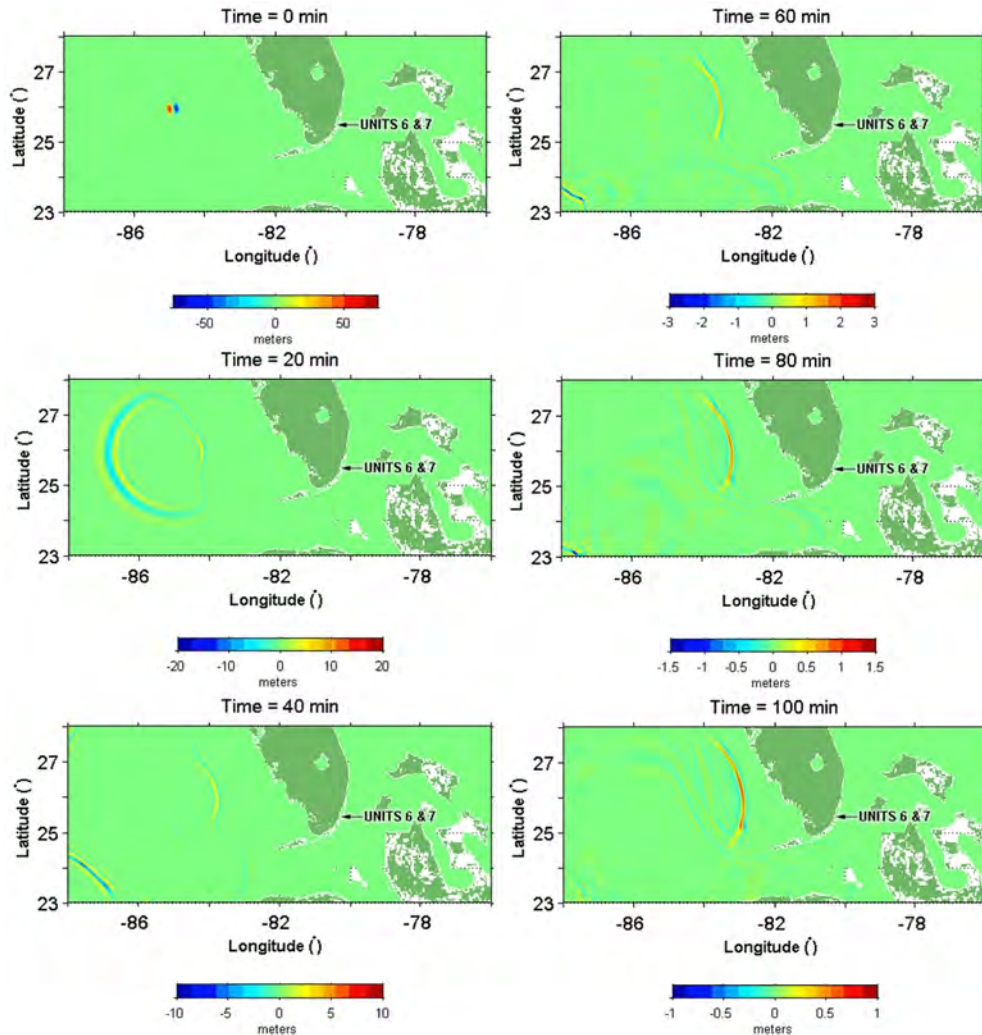 Time = 0 min
Latitude (°)
27
25
23
UNITS 6 & 7
-86
-82
-78
Longitude (°)
-50
0
50
meters
Time = 60 min
Latitude (°)
27
25
23
UNITS 6 & 7
-86
-82
-78
Longitude (°)
-3
-2
-1
0
1
2
3
meters
Time = 20 min
Latitude (°)
27
25
23
UNITS 6 & 7
-86
-82
-78
Longitude (°)
-20
-10
0
10
20
meters
Time = 80 min
Latitude (°)
27
25
23
UNITS 6 & 7
-86
-82
-78
Longitude (°)
-1.5
-1
-0.5
0
0.5
1
1.5
meters
Time = 40 min
Latitude (°)
27
25
23
UNITS 6 & 7
-86
-82
-78
Longitude (°)
-10
-5
0
5
10
meters
Time = 100 min
Latitude (°)
27
25
23
UNITS 6 & 7
-86
-82
-78
Longitude (°)
-1
-0.5
0
0.5
1
meters